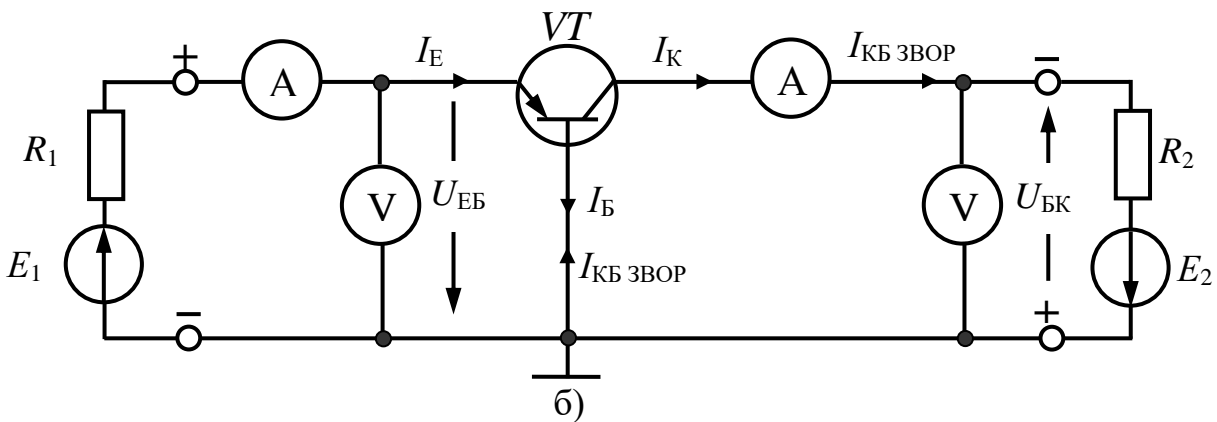 VT
+
A
I_Е
I_К
A
I_КБ ЗВОР
-
R_1
V
U_ЕБ
I_Б
V
U_БК
R_2
E_1
I_КБ ЗВОР
E_2
-
+
б)